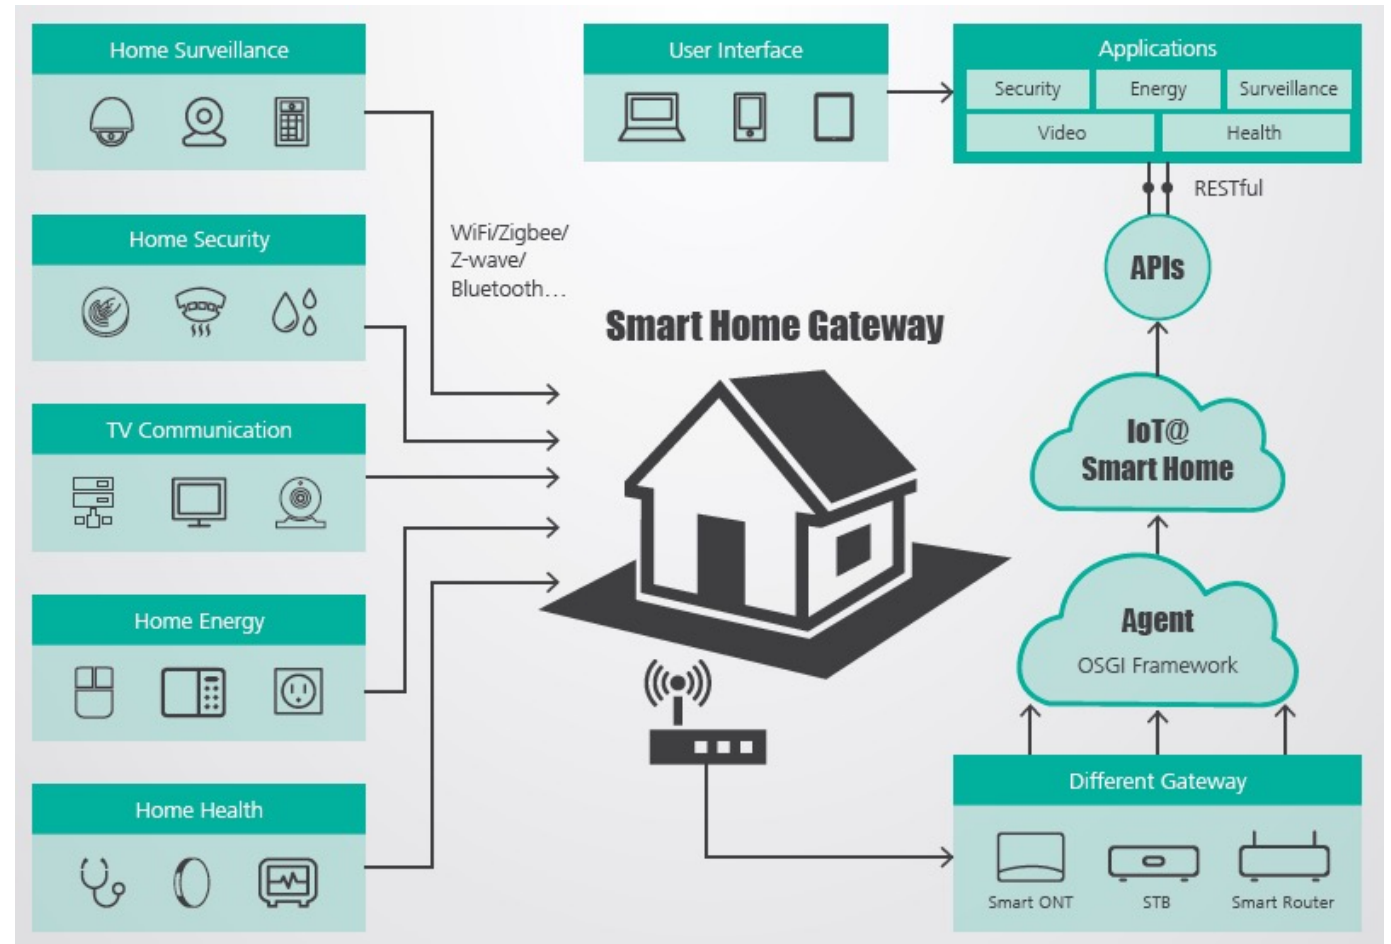 Home Surveillance
Home Security
TV Communication
Home Energy
Home Health
WiFi/Zigbee/
Z-wave/
Bluetooth...
Smart Home Gateway
User Interface
Applications
Security
Energy
Surveillance
Video
Health
RESTful
APIs
IoT@
Smart Home
Agent
OSGI Framework
Different Gateway
Smart ONT
STB
Smart Router